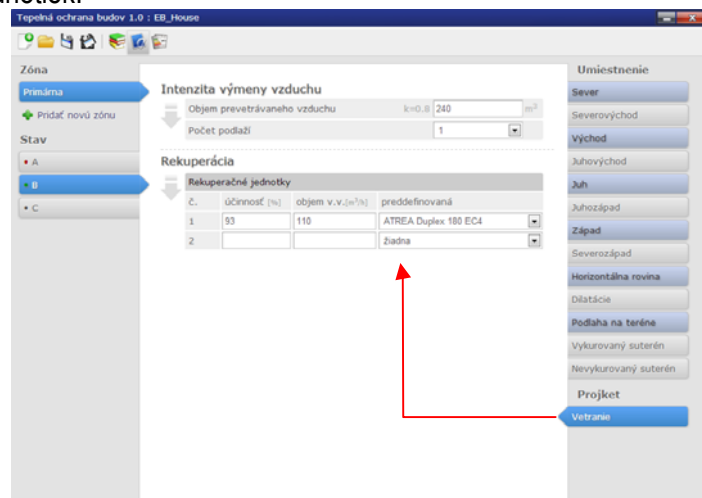 Tepelná ochrana budov 1.0 : EB_House
Zóna
Primárna
Pridať novú zónu
Stav
• A
• B
• C
Intenzita výmeny vzduchu
Objem prevetrávaneho vzduchu k=0.8 240 m³
Počet podlaží 1
Rekuperácia
Rekuperačné jednotky
č. účinnosť [%] objem v.v.[m³/h] preddefinovaná
1 93 110 ATREA Duplex 180 EC4
2 žiadna
Umiestnenie
Sever
Severovýchod
Východ
Juhovýchod
Juh
Juhozápad
Západ
Severozápad
Horizontálna rovina
Dilatácie
Podlaha na teréne
Vykurovaný suterén
Nevykurovaný suterén
Projket
Vetranie